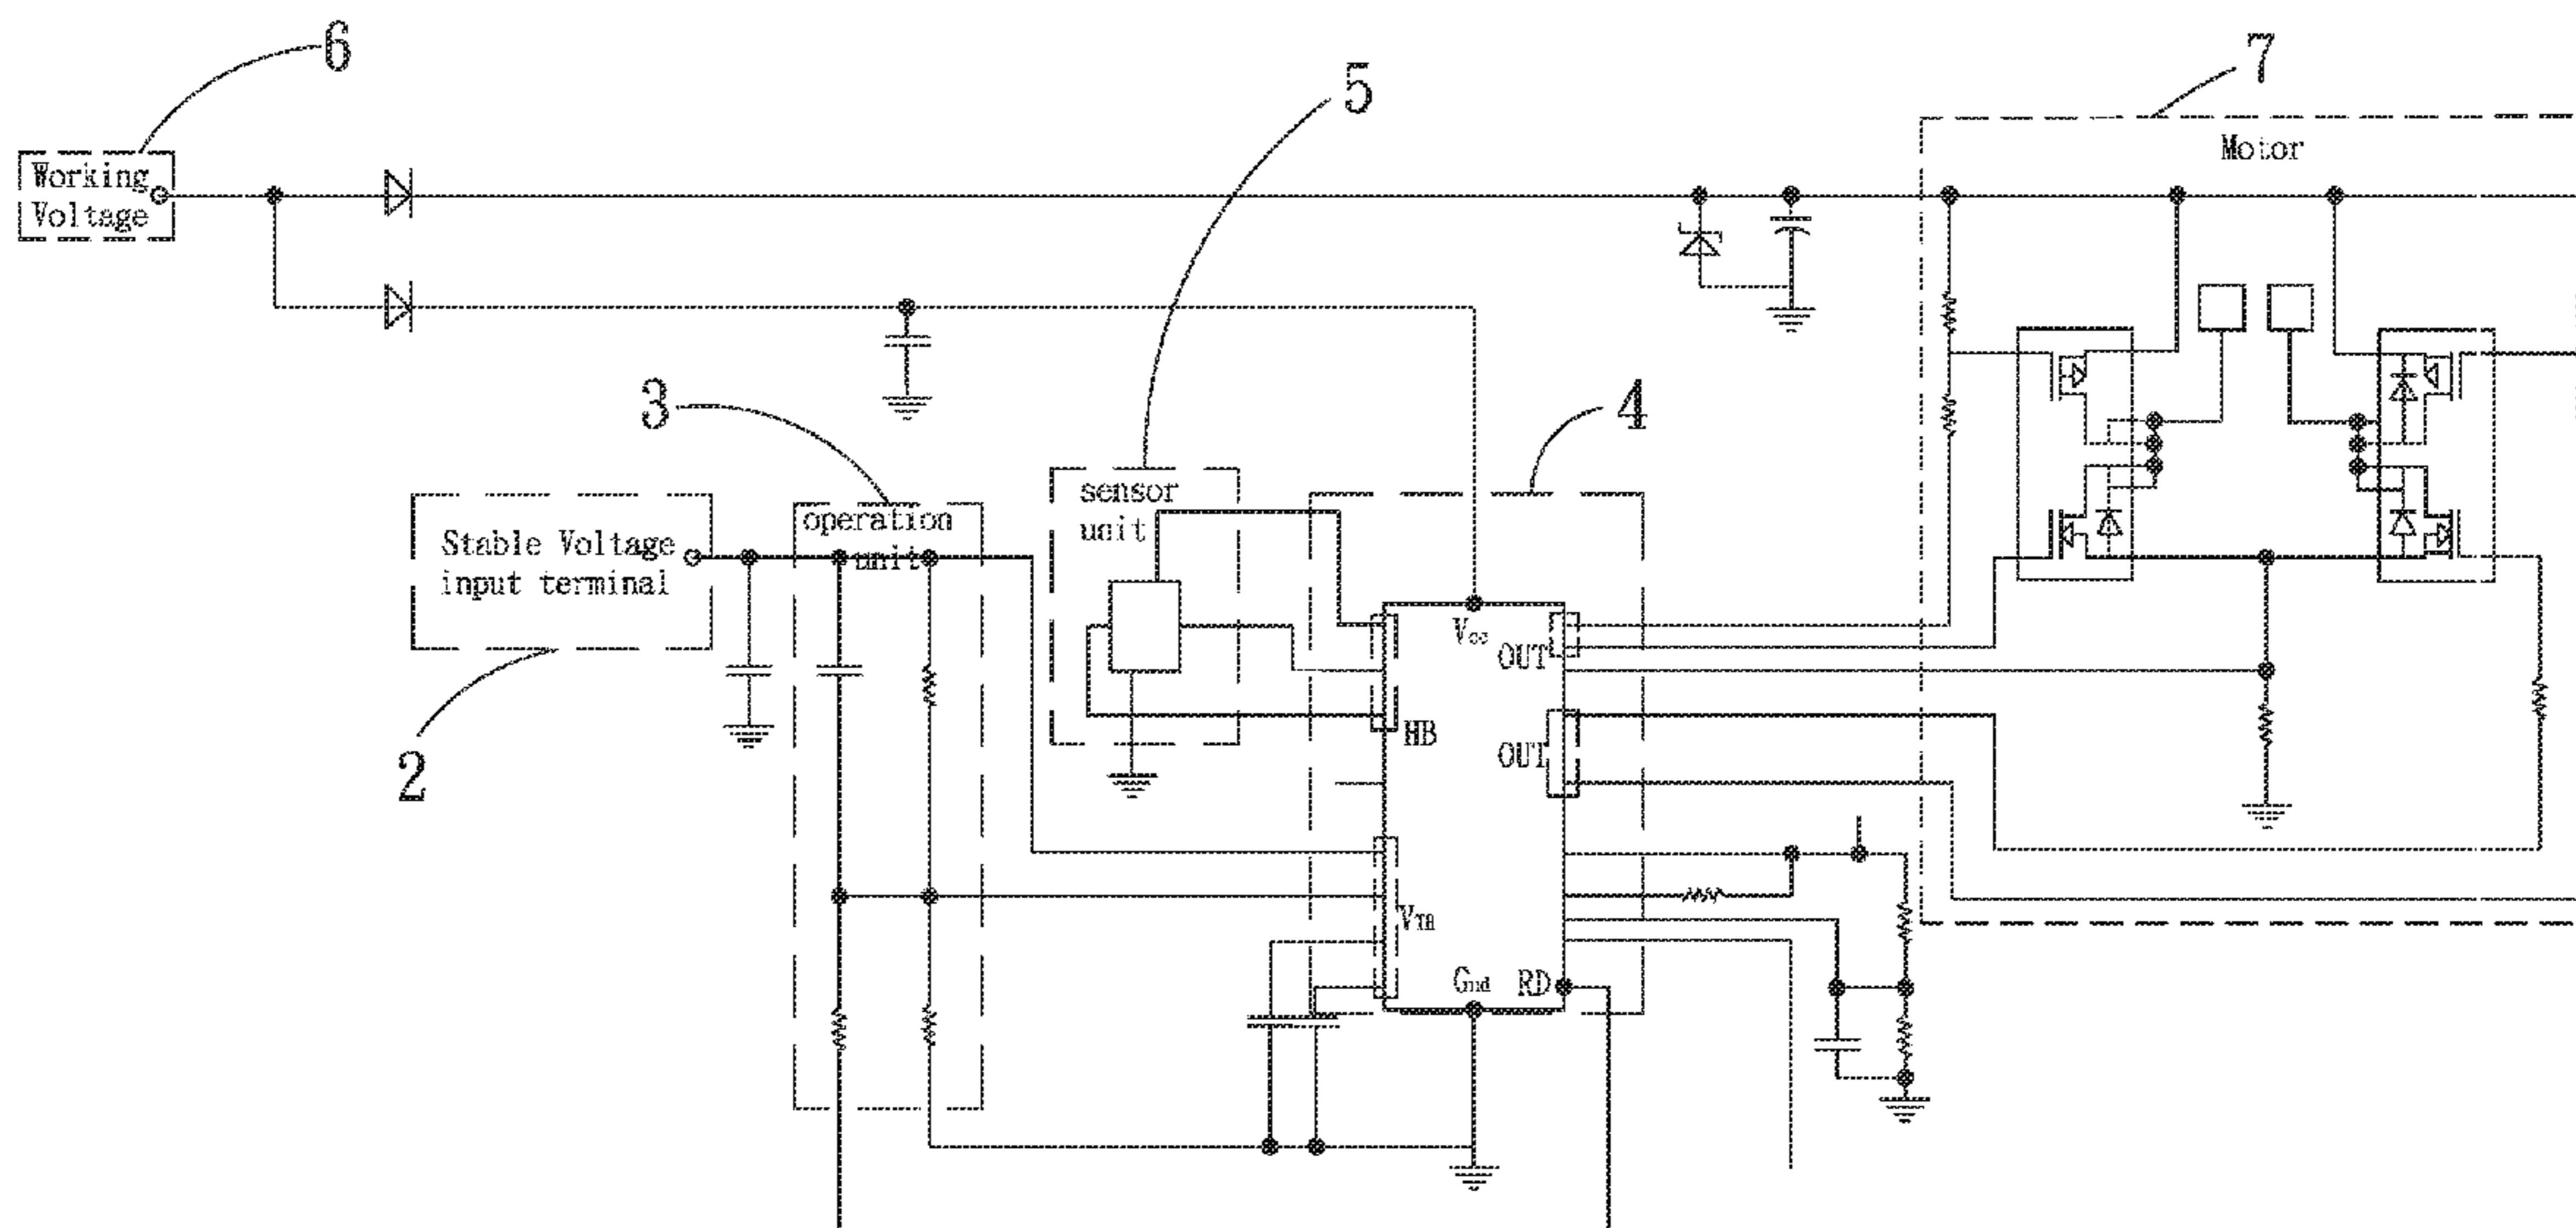 6
5
7
Working
Voltage
Motor
3
4
sensor
unit
operation
unit
Stable Voltage
input terminal
2
Vcc
OUT
HB
OUT
VTH
Gnd
RD